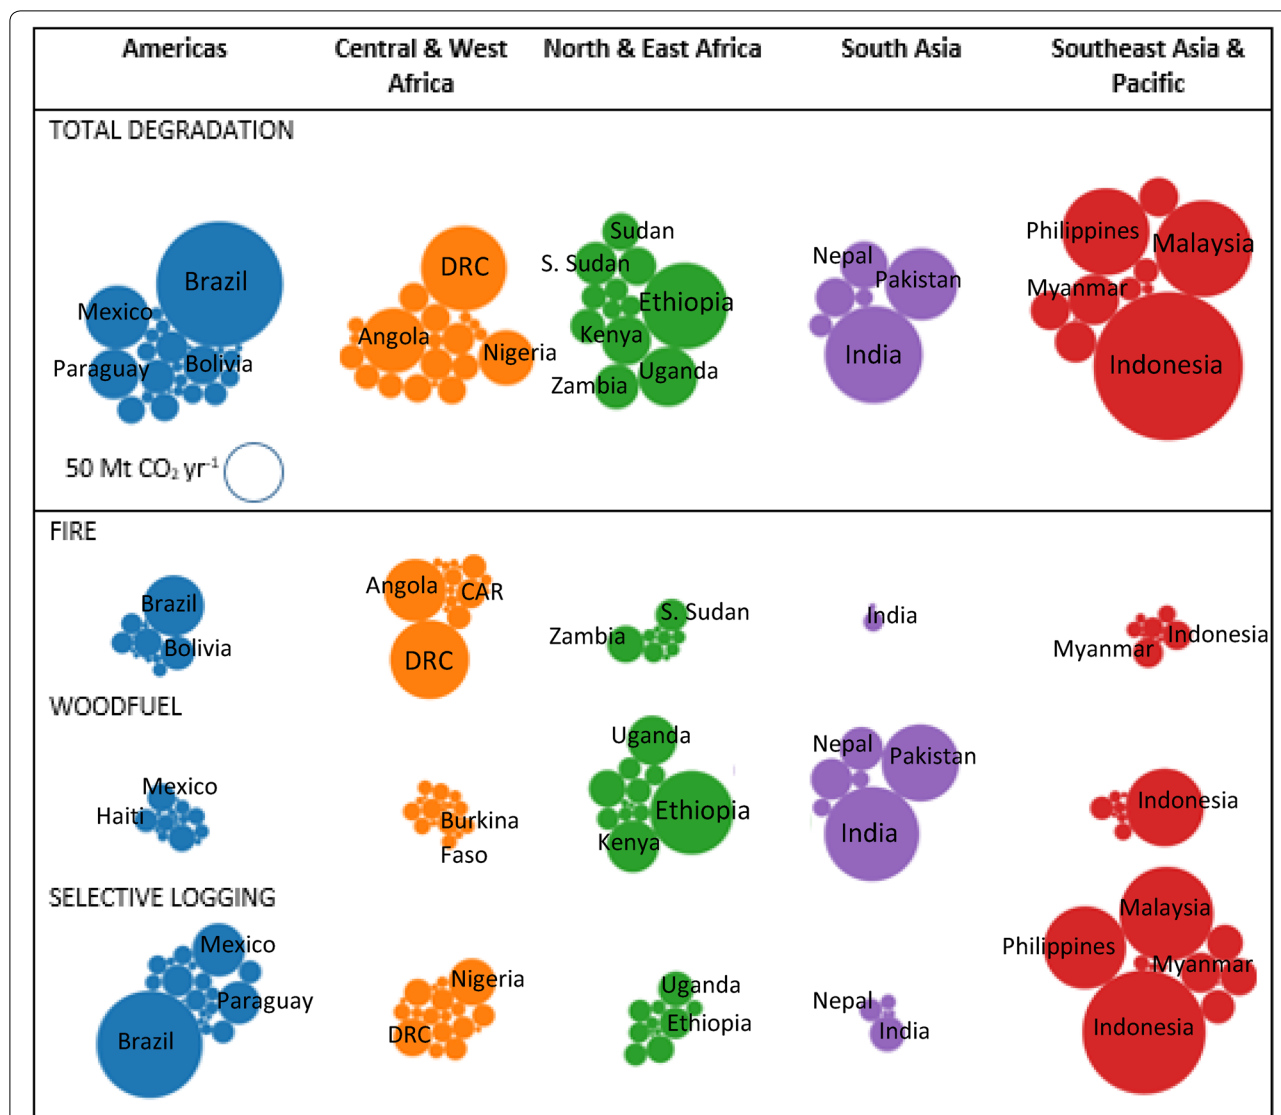 Americas
Central & West
Africa
North & East Africa
South Asia
Southeast Asia &
Pacific
TOTAL DEGRADATION
Brazil
Mexico
Paraguay
Bolivia
DRC
Angola
Nigeria
Sudan
S. Sudan
Ethiopia
Kenya
Uganda
Zambia
Nepal
Pakistan
India
Philippines
Malaysia
Myanmar
Indonesia
50 Mt CO₂ yr⁻¹
FIRE
Brazil
Bolivia
Angola
CAR
DRC
S. Sudan
Zambia
India
Indonesia
Myanmar
WOODFUEL
Mexico
Haiti
Burkina
Faso
Uganda
Ethiopia
Kenya
Nepal
Pakistan
India
Indonesia
SELECTIVE LOGGING
Mexico
Paraguay
Brazil
Nigeria
DRC
Uganda
Ethiopia
Nepal
India
Malaysia
Philippines
Myanmar
Indonesia